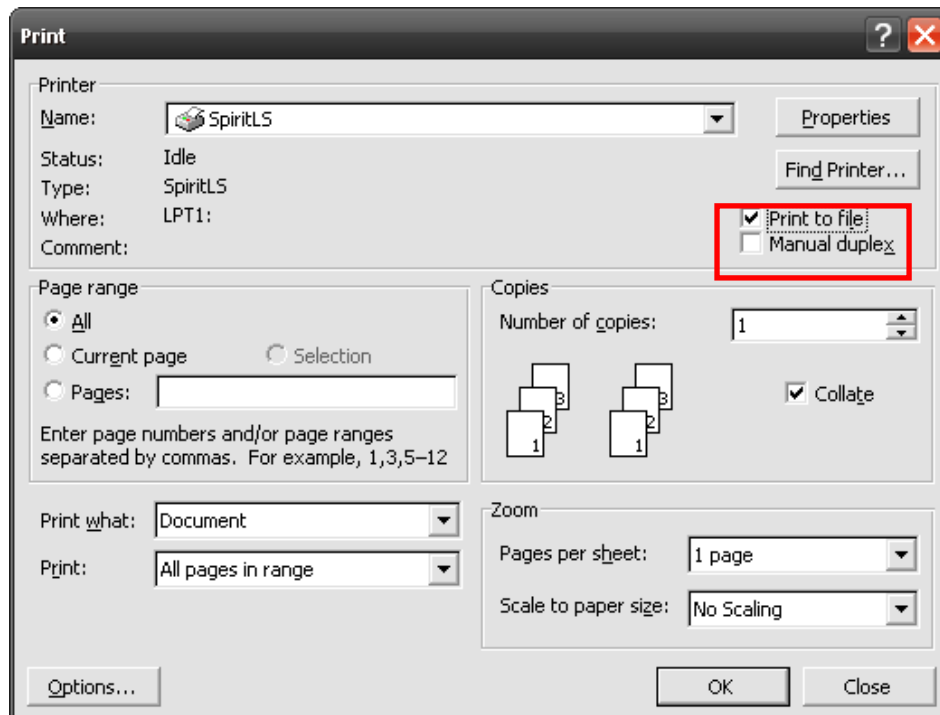 Print
Printer
Name: SpiritLS Properties
Status: Idle
Find Printer...
Type: SpiritLS
Where: LPT1:
Print to file
Comment:
Manual duplex
Page range
All
Current page Selection
Pages:
Enter page numbers and/or page ranges
separated by commas. For example, 1,3,5–12
Copies
Number of copies: 1
3 3
2 2
1 1
Collate
Print what: Document
Print: All pages in range
Zoom
Pages per sheet: 1 page
Scale to paper size: No Scaling
Options... OK Close